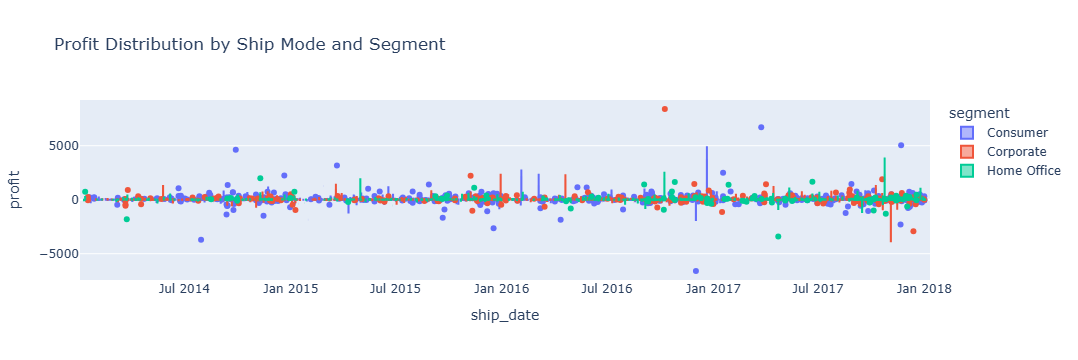 Profit Distribution by Ship Mode and Segment
segment
Consumer
Corporate
Home Office
profit
5000
0
−5000
Jul 2014
Jan 2015
Jul 2015
Jan 2016
Jul 2016
Jan 2017
Jul 2017
Jan 2018
ship_date